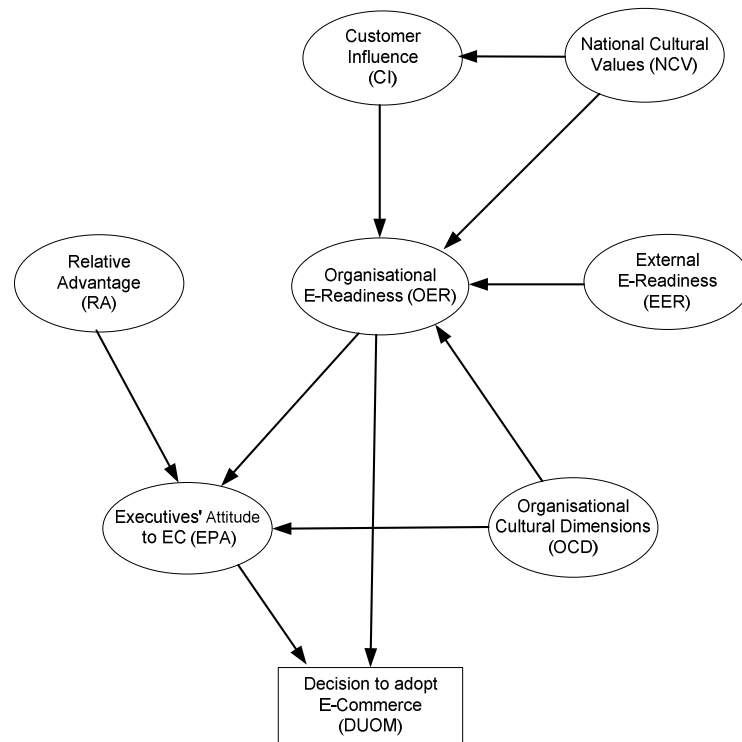 Customer
Influence
(CI)
National Cultural
Values (NCV)
Relative
Advantage
(RA)
Organisational
E-Readiness (OER)
External
E-Readiness
(EER)
Executives' Attitude
to EC (EPA)
Organisational
Cultural Dimensions
(OCD)
Decision to adopt
E-Commerce
(DUOM)